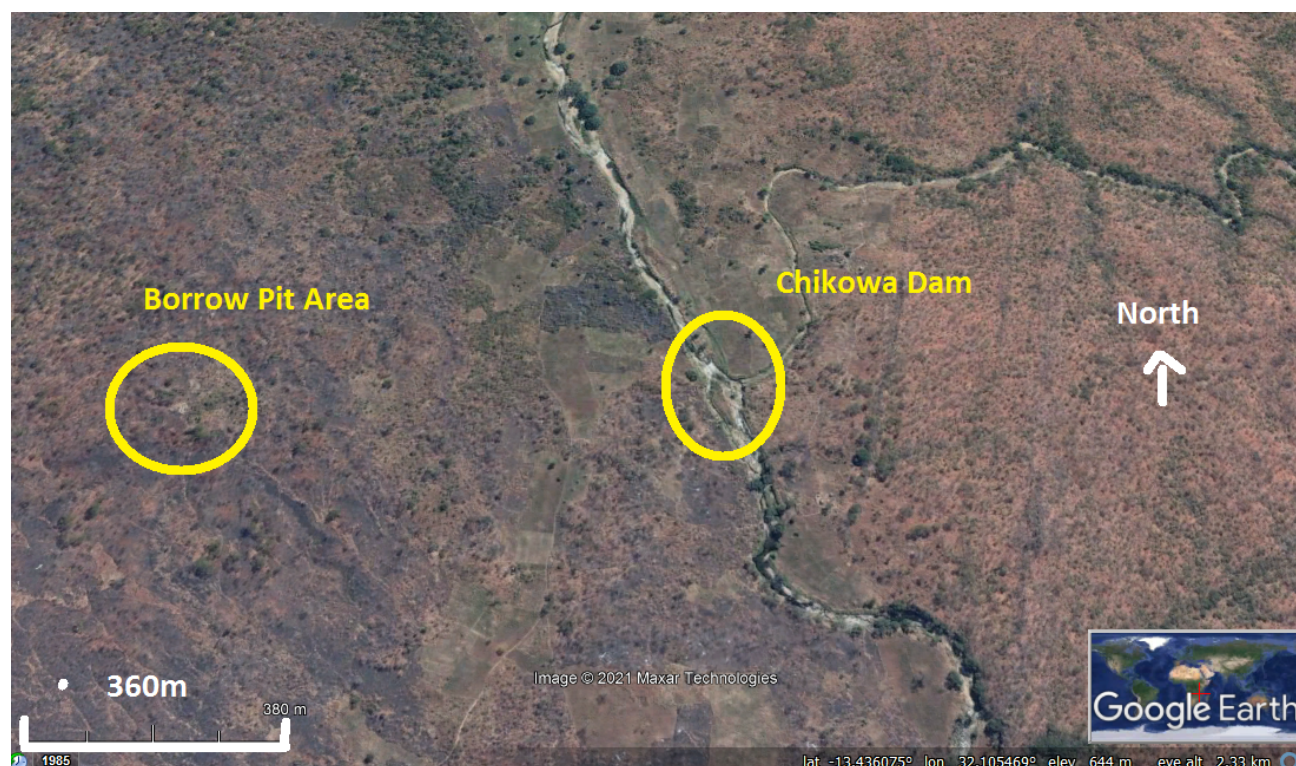 Borrow Pit Area
Chikowa Dam
North
360m
380 m
Image © 2021 Maxar Technologies
Google Earth
1985
lat -13.436075° lon 32.105469° elev 644 m eye alt 2.33 km